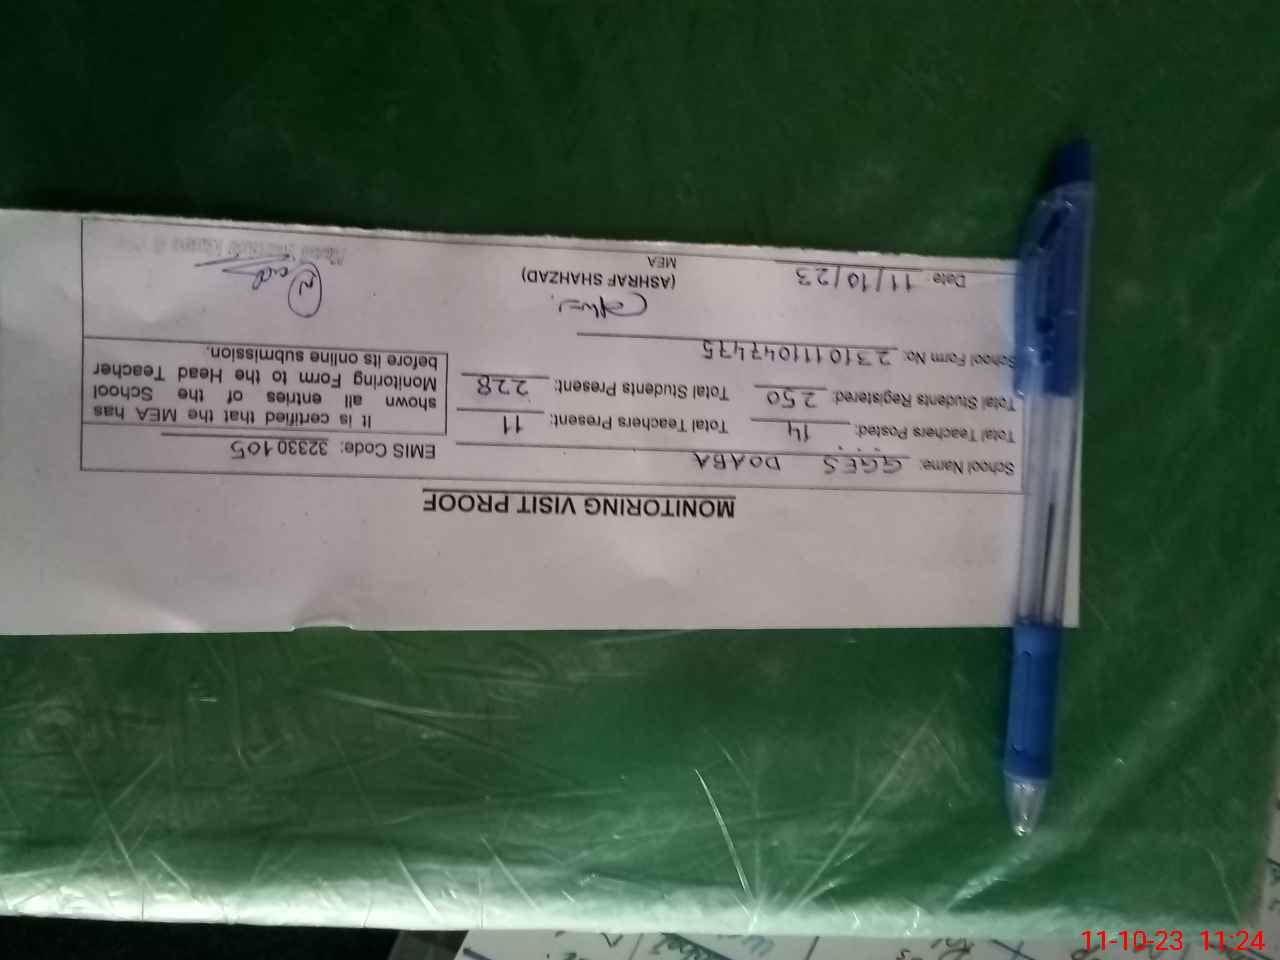 MONITORING VISIT PROOF
School Name: GGES DOABA
EMIS Code: 32330105
Total Teachers Posted: 14 Total Teachers Present: 11
Total Students Registered: 250 Total Students Present: 228
School Form No: 2310111047475
It is certified that the MEA has
shown all entries of the School
Monitoring Form to the Head Teacher
before its online submission.
Date: 11/10/23
(ASHRAF SHAHZAD)
MEA
11-10-23 11:24